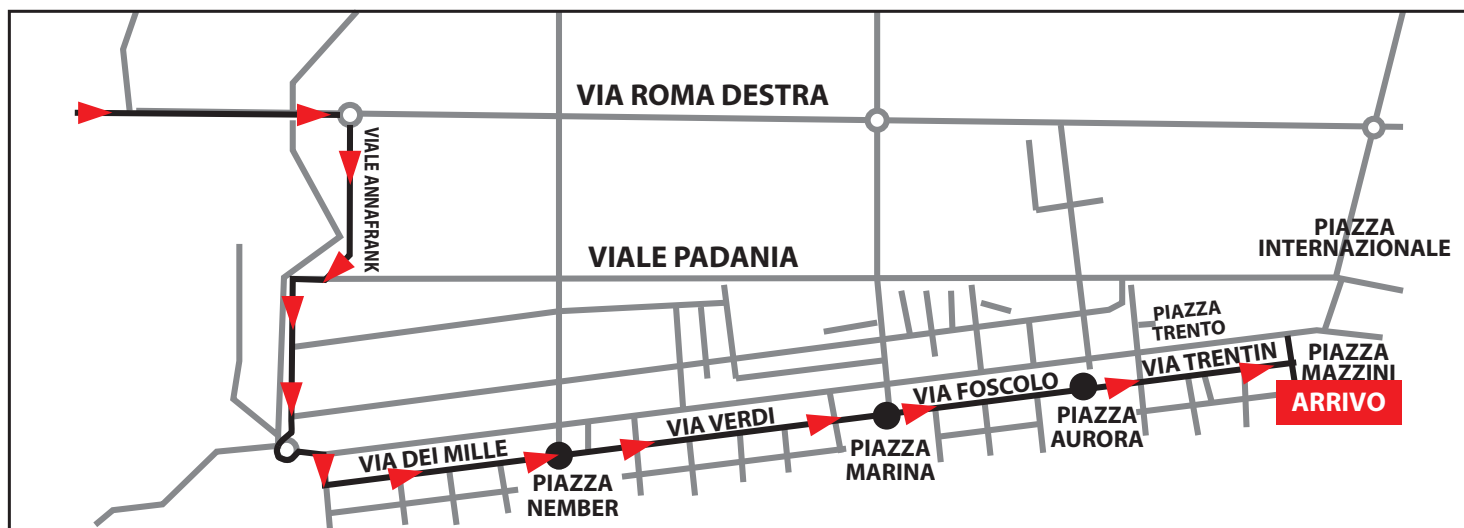 VIA ROMA DESTRA
VIALE ANNAFRANK
PIAZZA
INTERNAZIONALE
VIALE PADANIA
PIAZZA
TRENTO
VIA TRENTIN
PIAZZA
MAZZINI
ARRIVO
VIA FOSCOLO
PIAZZA
AURORA
VIA VERDI
PIAZZA
MARINA
VIA DEI MILLE
PIAZZA
NEMBER